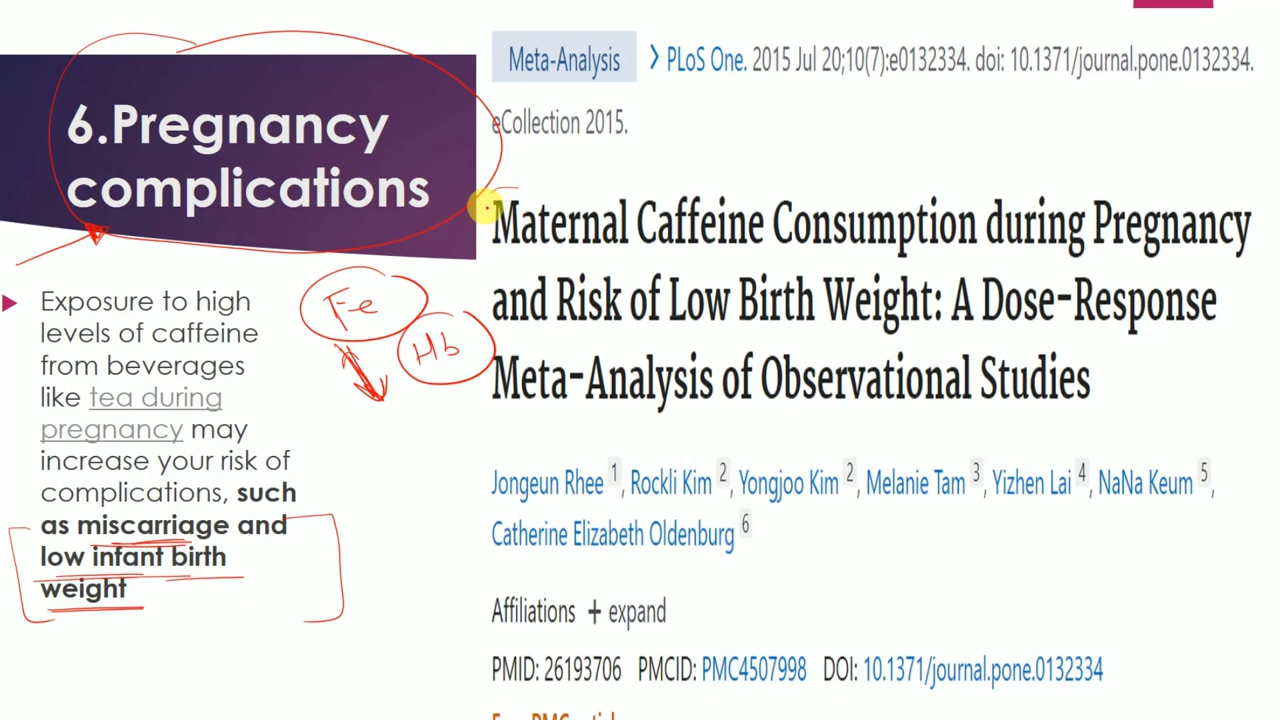 6.Pregnancy
complications
Exposure to high
levels of caffeine
from beverages
like tea during
pregnancy may
increase your risk of
complications, such
as miscarriage and
low infant birth
weight
Fe
Hb
Meta-Analysis > PLoS One. 2015 Jul 20;10(7):e0132334. doi: 10.1371/journal.pone.0132334.
eCollection 2015.
Maternal Caffeine Consumption during Pregnancy
and Risk of Low Birth Weight: A Dose-Response
Meta-Analysis of Observational Studies
Jongeun Rhee 1, Rockli Kim 2, Yongjoo Kim 2, Melanie Tam 3, Yizhen Lai 4, NaNa Keum 5,
Catherine Elizabeth Oldenburg 6
Affiliations + expand
PMID: 26193706 PMCID: PMC4507998 DOI: 10.1371/journal.pone.0132334